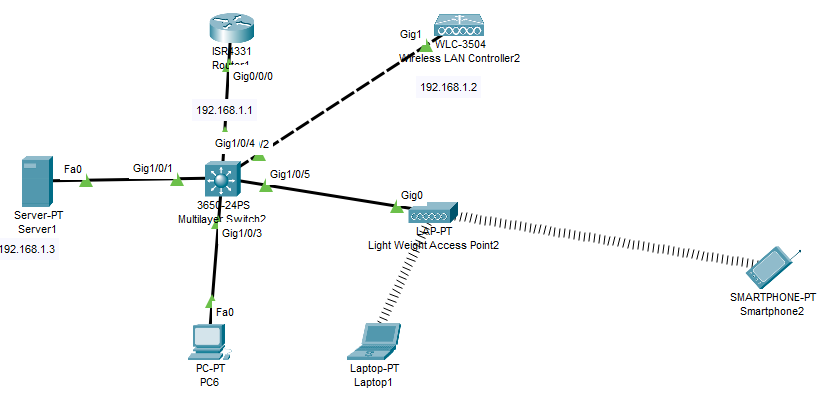 ISR4331
Router1
Gig0/0/0
192.168.1.1
Gig1
WLC-3504
Wireless LAN Controller2
192.168.1.2
Gig1/0/4
/2
Fa0
Gig1/0/1
Gig1/0/5
Gig0
3650-24PS
Multilayer Switch2
Gig1/0/3
Server-PT
Server1
192.168.1.3
LAP-PT
Light Weight Access Point2
SMARTPHONE-PT
Smartphone2
Fa0
PC-PT
PC6
Laptop-PT
Laptop1